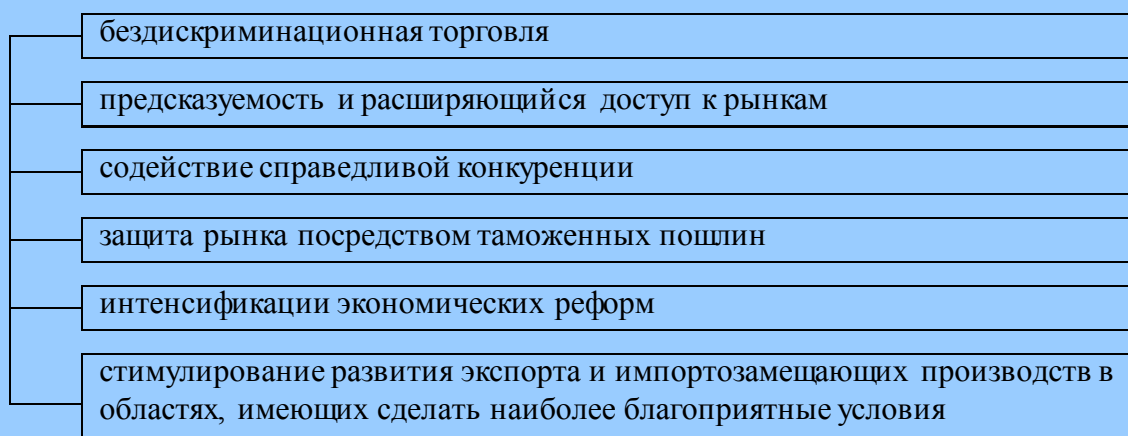 бездискриминационная торговля
предсказуемость и расширяющийся доступ к рынкам
содействие справедливой конкуренции
защита рынка посредством таможенных пошлин
интенсификации экономических реформ
стимулирование развития экспорта и импортозамещающих производств в
областях, имеющих сделать наиболее благоприятные условия